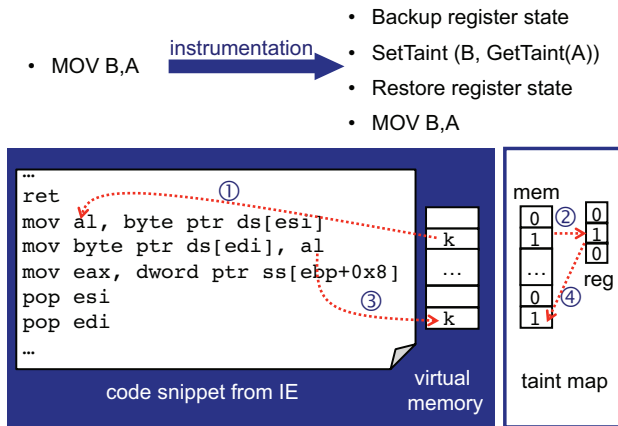 • MOV B,A
instrumentation
• Backup register state
• SetTaint (B, GetTaint(A))
• Restore register state
• MOV B,A
…
ret
mov al, byte ptr ds[esi]
mov byte ptr ds[edi], al
mov eax, dword ptr ss[ebp+0x8]
pop esi
pop edi
…
①
③
code snippet from IE
k
…
k
virtual
memory
mem
0
1
…
0
1
②
④
0
1
0
reg
taint map